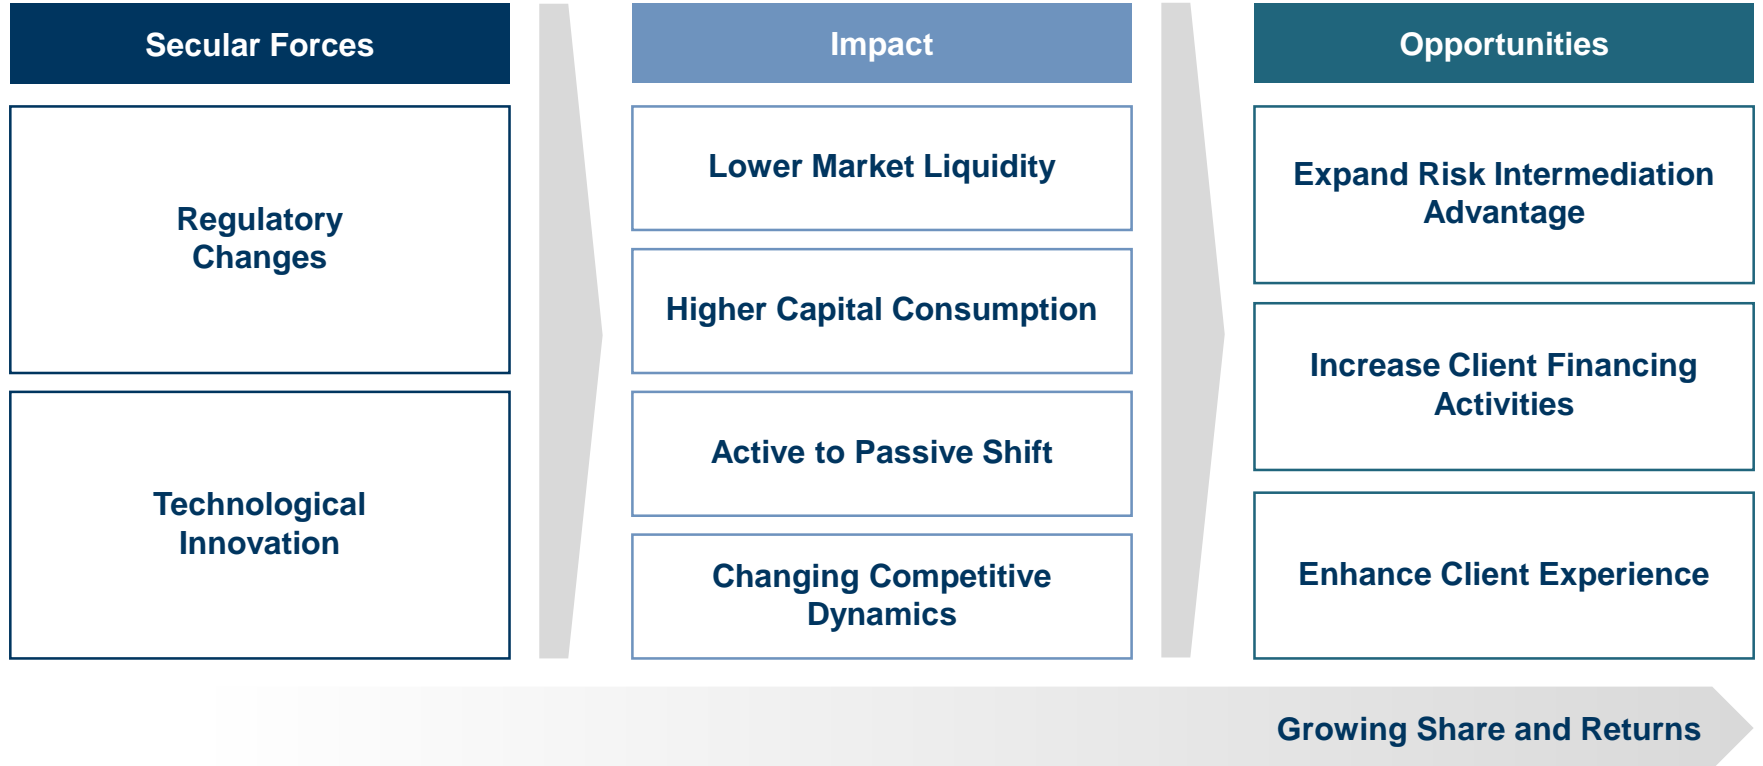 Secular Forces
Regulatory
Changes
Technological
Innovation
Impact
Lower Market Liquidity
Higher Capital Consumption
Active to Passive Shift
Changing Competitive
Dynamics
Opportunities
Expand Risk Intermediation
Advantage
Increase Client Financing
Activities
Enhance Client Experience
Growing Share and Returns